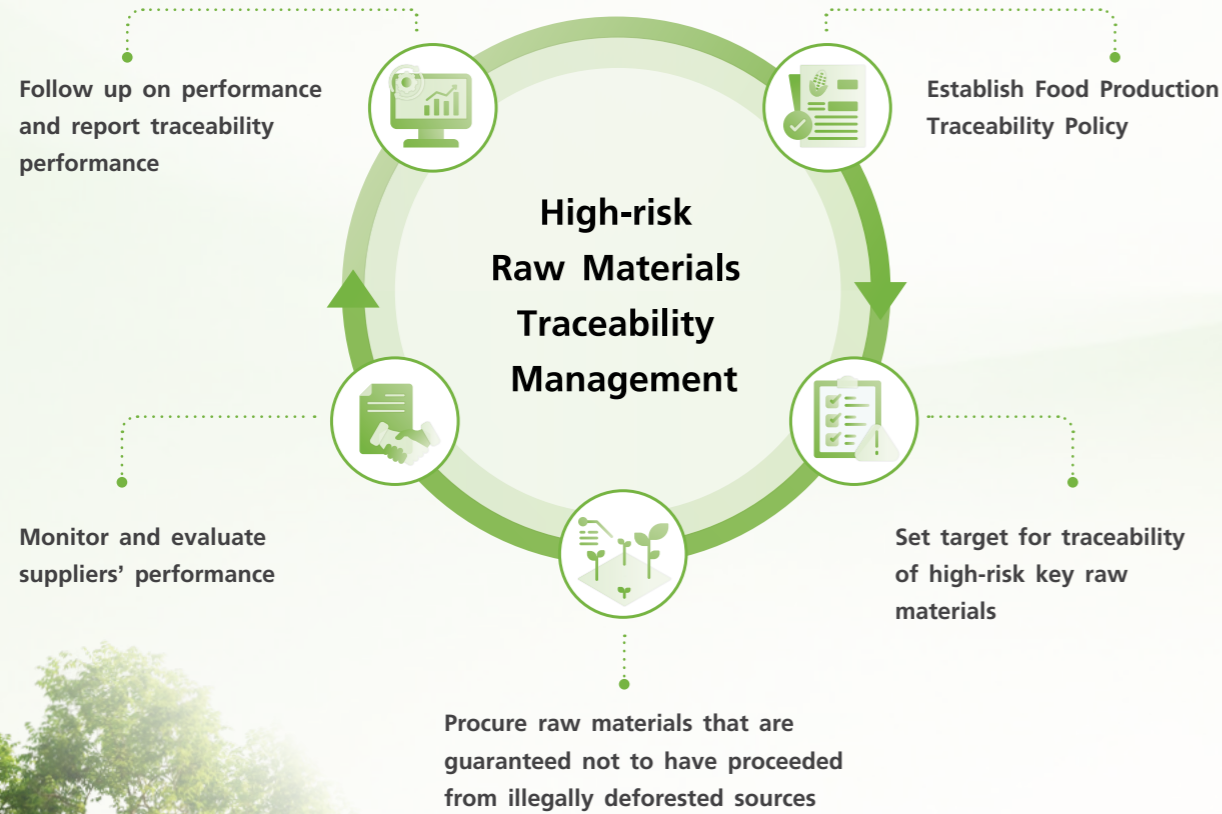 High-risk
Raw Materials
Traceability
Management
Establish Food Production
Traceability Policy
Set target for traceability
of high-risk key raw
materials
Procure raw materials that are
guaranteed not to have proceeded
from illegally deforested sources
Monitor and evaluate
suppliers’ performance
Follow up on performance
and report traceability
performance